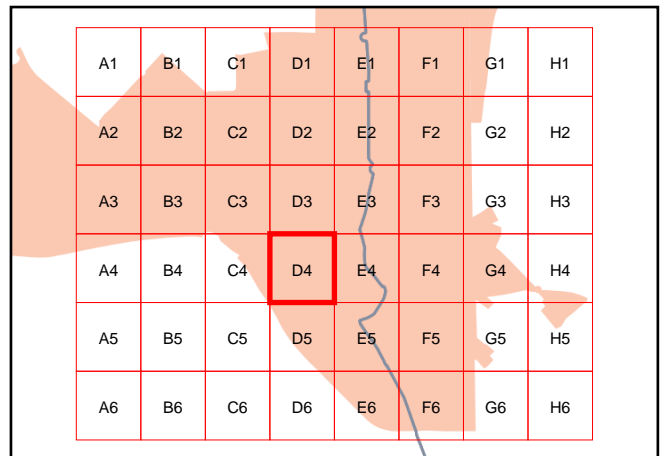 A1 B1 C1 D1 E1 F1 G1 H1
A2 B2 C2 D2 E2 F2 G2 H2
A3 B3 C3 D3 E3 F3 G3 H3
A4 B4 C4 D4 E4 F4 G4 H4
A5 B5 C5 D5 E5 F5 G5 H5
A6 B6 C6 D6 E6 F6 G6 H6